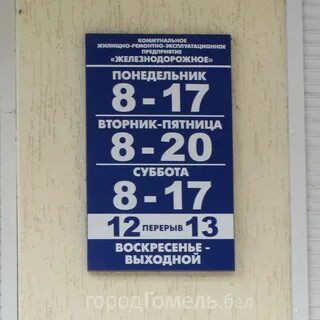 КОММУНАЛЬНОЕ
ЖИЛИЩНО-РЕМОНТНО-ЭКСПЛУАТАЦИОННОЕ
ПРЕДПРИЯТИЕ
«ЖЕЛЕЗНОДОРОЖНОЕ»
ПОНЕДЕЛЬНИК
8 - 17
ВТОРНИК-ПЯТНИЦА
8 - 20
СУББОТА
8 - 17
12 ПЕРЕРЫВ 13
ВОСКРЕСЕНЬЕ -
ВЫХОДНОЙ
городГомель.бел